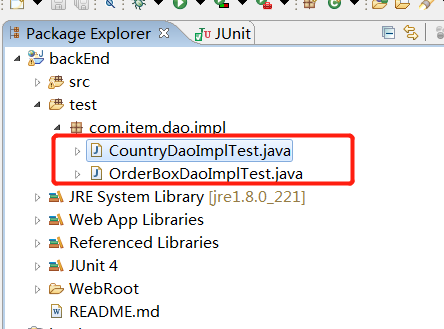 Package Explorer JUnit
backEnd
src
test
com.item.dao.impl
CountryDaoImplTest.java
OrderBoxDaoImplTest.java
JRE System Library [jre1.8.0_221]
Web App Libraries
Referenced Libraries
JUnit 4
WebRoot
README.md